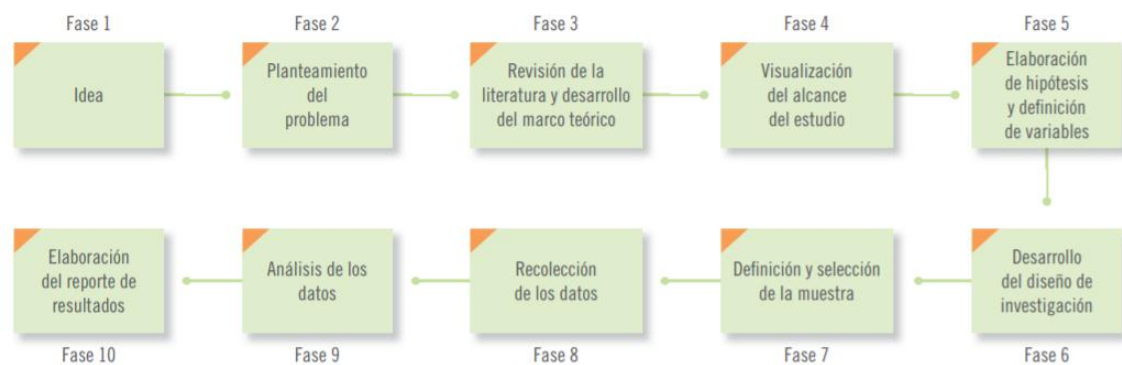 Fase 1
Idea
Fase 2
Planteamiento
del
problema
Fase 3
Revisión de la
literatura y desarrollo
del marco teórico
Fase 4
Visualización
del alcance
del estudio
Fase 5
Elaboración
de hipótesis
y definición
de variables
Desarrollo
del diseño de
investigación
Fase 6
Definición y selección
de la muestra
Fase 7
Recolección
de los datos
Fase 8
Análisis de los
datos
Fase 9
Elaboración
del reporte de
resultados
Fase 10